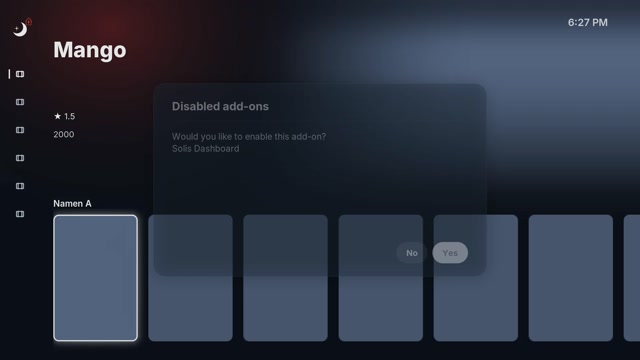 6:27 PM
Mango
★ 1.5
2000
Disabled add-ons
Would you like to enable this add-on?
Solis Dashboard
No
Yes
Namen A